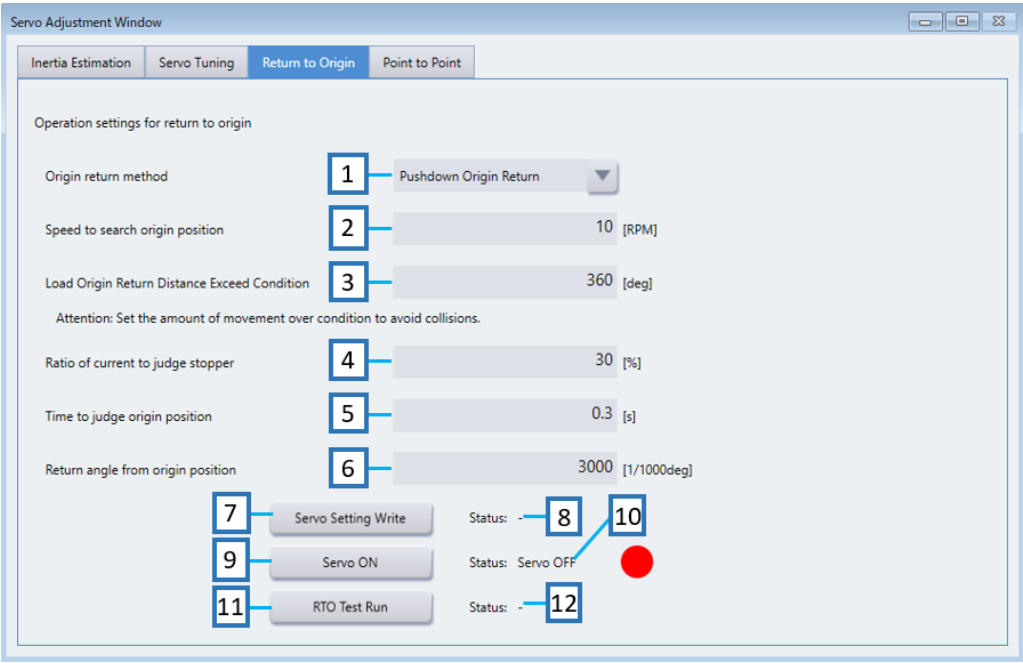 Servo Adjustment Window
Inertia Estimation Servo Tuning Return to Origin Point to Point
Operation settings for return to origin
Origin return method 1 Pushdown Origin Return
Speed to search origin position 2 10 [RPM]
Load Origin Return Distance Exceed Condition 3 360 [deg]
Attention: Set the amount of movement over condition to avoid collisions.
Ratio of current to judge stopper 4 30 [%]
Time to judge origin position 5 0.3 [s]
Return angle from origin position 6 3000 [1/1000deg]
7 Servo Setting Write Status: - 8 10
9 Servo ON Status: Servo OFF
11 RTO Test Run Status: - 12